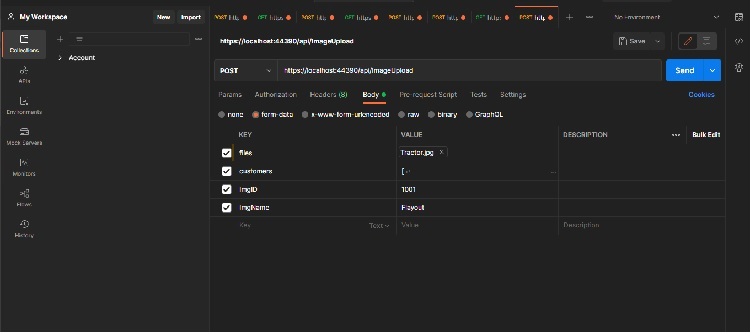 My Workspace
New Import
POST http GET http POST http GET http POST http POST http GET http POST http
No Environment
https://localhost:44390/api/ImageUpload
Save
POST https://localhost:44390/api/ImageUpload Send
Params Authorization Headers (8) Body Pre-request Script Tests Settings Cookies
none form-data x-www-form-urlencoded raw binary GraphQL
KEY VALUE DESCRIPTION Bulk Edit
files Tractor.jpg
customers [
ImgID 1001
ImgName Flayout
Key Text Value Description
Collections
Account
APIs
Environments
Mock Servers
Monitors
Flows
History